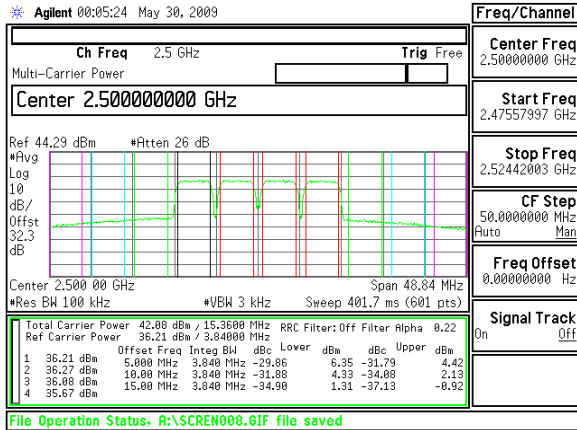 Agilent 00:05:24 May 30, 2009
Freq/Channel
Ch Freq 2.5 GHz Trig Free
Multi-Carrier Power
Center 2.500000000 GHz
Ref 44.29 dBm #Atten 26 dB
#Avg
Log
10
dB/
Offst
32.3
dB
Center 2.500 00 GHz Span 48.84 MHz
#Res BW 100 kHz #VBW 3 kHz Sweep 401.7 ms (601 pts)
Total Carrier Power 42.08 dBm / 15.3600 MHz RRC Filter: Off Filter Alpha 0.22
Ref Carrier Power 36.21 dBm / 3.84000 MHz
Lower Upper
Offset Freq Integ BW dBc dBm dBc dBm
1 36.21 dBm 5.000 MHz 3.840 MHz -29.86 6.35 -31.79 4.42
2 36.27 dBm 10.00 MHz 3.840 MHz -31.88 4.33 -34.08 2.13
3 36.08 dBm 15.00 MHz 3.840 MHz -34.90 1.31 -37.13 -0.92
4 35.67 dBm
File Operation Status, A:\SCREN008.GIF file saved
Center Freq
2.50000000 GHz
Start Freq
2.47557997 GHz
Stop Freq
2.52442003 GHz
CF Step
50.0000000 MHz
Auto Man
Freq Offset
0.00000000 Hz
Signal Track
On Off